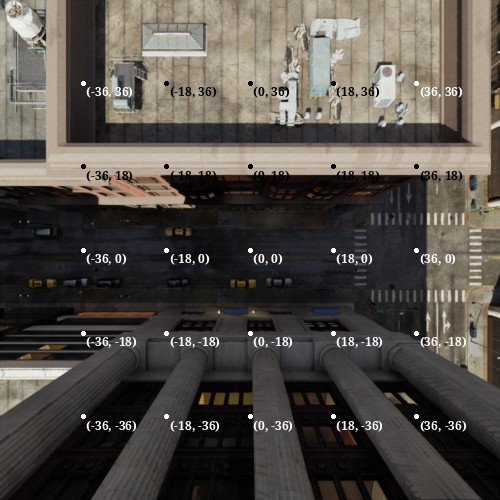 (-36, 36) (-18, 36) (0, 36) (18, 36) (36, 36)
(-36, 18) (-18, 18) (0, 18) (18, 18) (36, 18)
(-36, 0) (-18, 0) (0, 0) (18, 0) (36, 0)
(-36, -18) (-18, -18) (0, -18) (18, -18) (36, -18)
(-36, -36) (-18, -36) (0, -36) (18, -36) (36, -36)